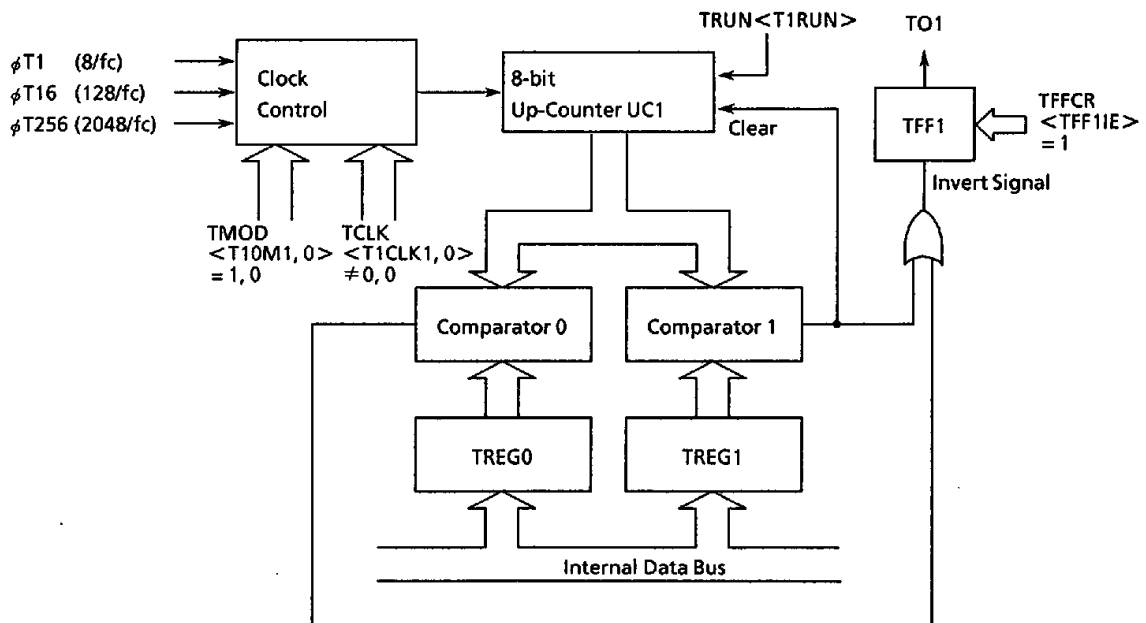 TRUN<T1RUN>
TO1
φT1 (8/fc)
φT16 (128/fc)
φT256 (2048/fc)
Clock
Control
8-bit
Up-Counter UC1
Clear
TFF1
TFFCR
<TFF1IE>
= 1
Invert Signal
TMOD
<T10M1, 0>
= 1, 0
TCLK
<T1CLK1, 0>
≠0, 0
Comparator 0
Comparator 1
TREG0
TREG1
Internal Data Bus